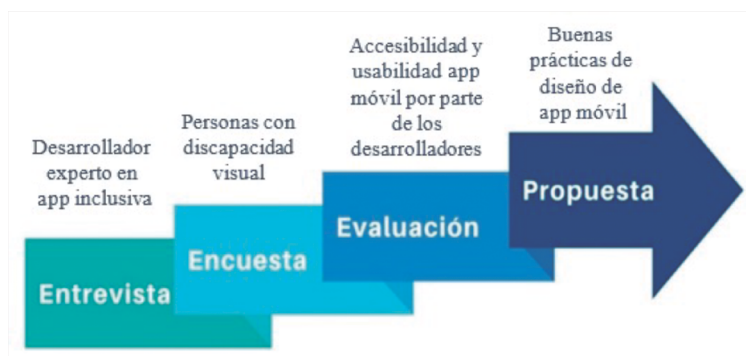 Desarrollador
experto en
app inclusiva
Entrevista
Personas con
discapacidad
visual
Encuesta
Accesibilidad y
usabilidad app
móvil por parte
de los
desarrolladores
Evaluación
Buenas
prácticas de
diseño de
app móvil
Propuesta